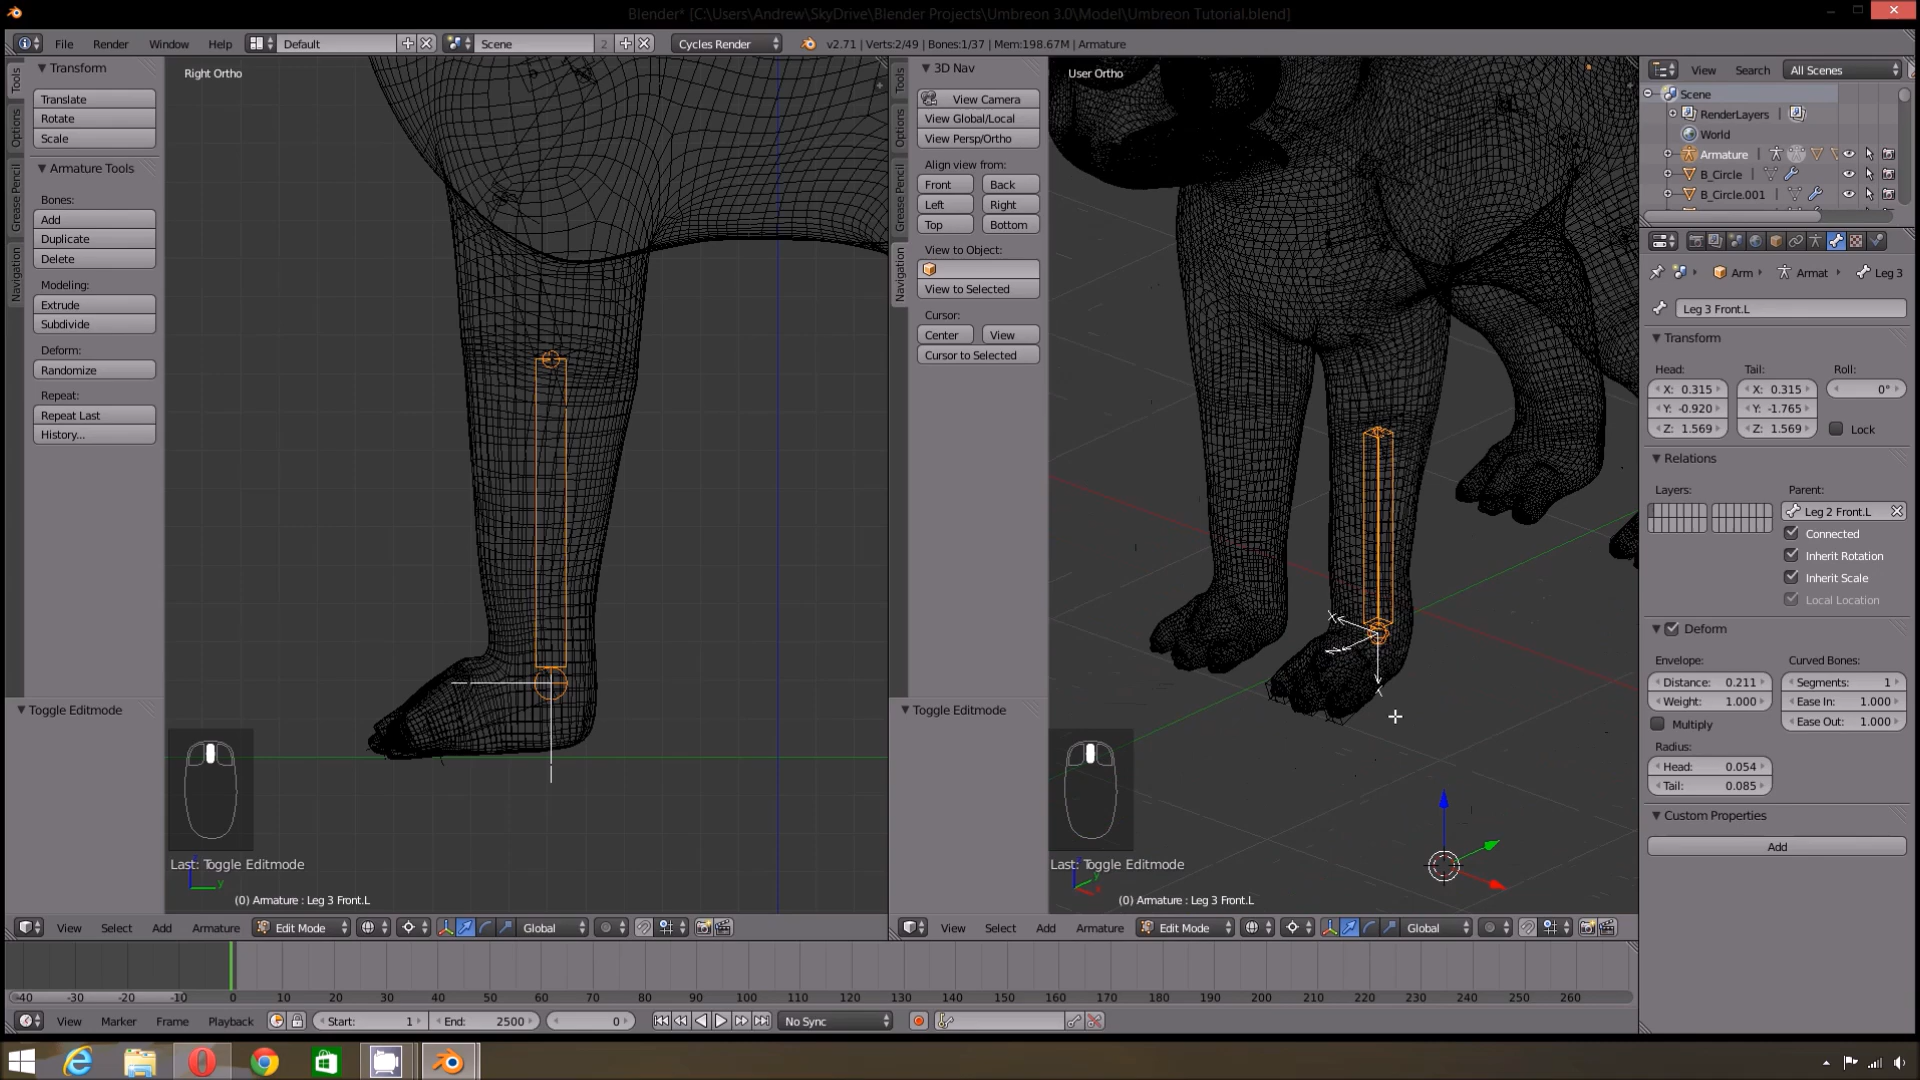 Blender* [C:\Users\Andrew\SkyDrive\Blender Projects\Umbreon 3.0\Model\Umbreon Tutorial.blend]
File Render Window Help Default Scene 2 Cycles Render v2.71 | Verts:2/49 | Bones:1/37 | Mem:198.67M | Armature
Tools
Options
Grease Pencil
Navigation
Transform
Translate
Rotate
Scale
Armature Tools
Bones:
Add
Duplicate
Delete
Modeling:
Extrude
Subdivide
Deform:
Randomize
Repeat:
Repeat Last
History...
Toggle Editmode
Right Ortho
Last: Toggle Editmode
y
(0) Armature : Leg 3 Front.L
View Select Add Armature Edit Mode Global
Tools
Options
Grease Pencil
Navigation
3D Nav
View Camera
View Global/Local
View Persp/Ortho
Align view from:
Front Back
Left Right
Top Bottom
View to Object:
View to Selected
Cursor:
Center View
Cursor to Selected
Toggle Editmode
User Ortho
X
Last: Toggle Editmode
y
(0) Armature : Leg 3 Front.L
View Select Add Armature Edit Mode Global
View Search All Scenes
Scene
RenderLayers
World
Armature
B_Circle
B_Circle.001
Arm Armat Leg 3
Leg 3 Front.L
Transform
Head: Tail: Roll:
X: 0.315 X: 0.315 0°
Y: -0.920 Y: -1.765
Z: 1.569 Z: 1.569 Lock
Relations
Layers: Parent:
Leg 2 Front.L
Connected
Inherit Rotation
Inherit Scale
Local Location
Deform
Envelope: Curved Bones:
Distance: 0.211 Segments: 1
Weight: 1.000 Ease In: 1.000
Multiply Ease Out: 1.000
Radius:
Head: 0.054
Tail: 0.085
Custom Properties
Add
-40 -30 -20 -10 0 10 20 30 40 50 60 70 80 90 100 110 120 130 140 150 160 170 180 190 200 210 220 230 240 250 260
View Marker Frame Playback Start: 1 End: 2500 0 No Sync